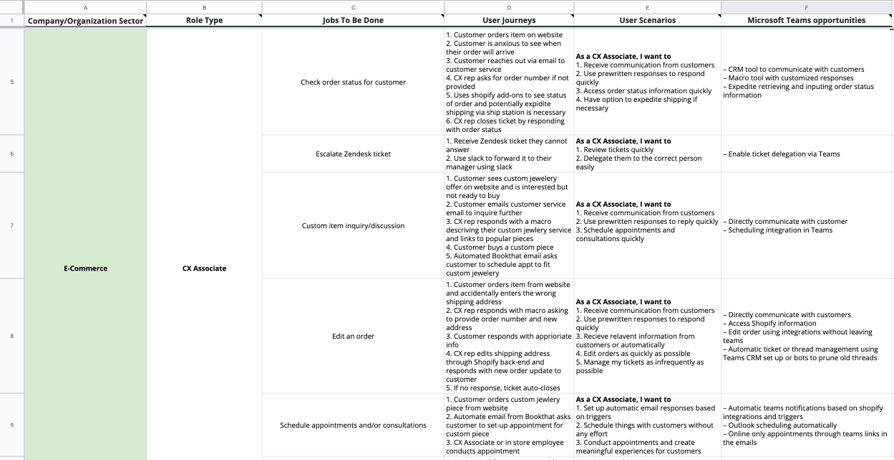 A B C D E F
1 Company/Organization Sector Role Type Jobs To Be Done User Journeys User Scenarios Microsoft Teams opportunities
E-Commerce
CX Associate
5
Check order status for customer
1. Customer orders item on website
2. Customer is anxious to see when
their order will arrive
3. Customer reaches out via email to
customer service
4. CX rep asks for order number if not
provided
5. Uses shopify add-ons to see status
of order and potentially expidite
shipping via ship station is necessary
6. CX rep closes ticket by responding
with order status
As a CX Associate, I want to
1. Receive communication from customers
2. Use prewritten responses to respond
quickly
3. Access order status information quickly
4. Have option to expedite shipping if
necessary
– CRM tool to communicate with customers
– Macro tool with customized responses
– Expedite retrieving and inputing order status
information
6
Escalate Zendesk ticket
1. Receive Zendesk ticket they cannot
answer
2. Use slack to forward it to their
manager using slack
As a CX Associate, I want to
1. Review tickets quickly
2. Delegate them to the correct person
easily
– Enable ticket delegation via Teams
7
Custom item inquiry/discussion
1. Customer sees custom jewelery
offer on website and is interested but
not ready to buy
2. Customer emails customer service
email to inquire further
3. CX rep responds with a macro
descriving their custom jewelry service
and links to popular pieces
4. Customer buys a custom piece
5. Automated Bookthat email asks
customer to schedule appt to fit
custom jewelery
As a CX Associate, I want to
1. Receive communication from customers
2. Use prewritten responses to reply quickly
3. Schedule appointments and
consultations quickly
– Directly communicate with customer
– Scheduling integration in Teams
8
Edit an order
1. Customer orders item from website
and accidentally enters the wrong
shipping address
2. CX rep responds with macro asking
to provide order number and new
address
3. Customer responds with apprioriate
info
4. CX rep edits shipping address
through Shopify back-end and
responds with new order update to
customer
5. If no response, ticket auto-closes
As a CX Associate, I want to
1. Receive communication from customers
2. Use prewritten responses to respond
quickly
3. Recieve relavent information from
customers or automatically
4. Edit orders as quickly as possible
5. Manage my tickets as infrequently as
possible
– Directly communicate with customers
– Access Shopify information
– Edit order using integrations without leaving
teams
– Automatic ticket or thread management using
Teams CRM set up or bots to prune old threads
9
Schedule appointments and/or consultations
1. Customer orders custom jewlery
piece from website
2. Automate email from Bookthat asks
customer to set-up appointment for
custom piece
3. CX Associate or in store employee
conducts appointment
As a CX Associate, I want to
1. Set up automatic email responses based
on triggers
2. Schedule things with customers without
any effort
3. Conduct appointments and create
meaningful experiences for customers
– Automatic teams notifications based on shopify
integrations and triggers
– Outlook scheduling automatically
– Online only appointments through teams links in
the emails